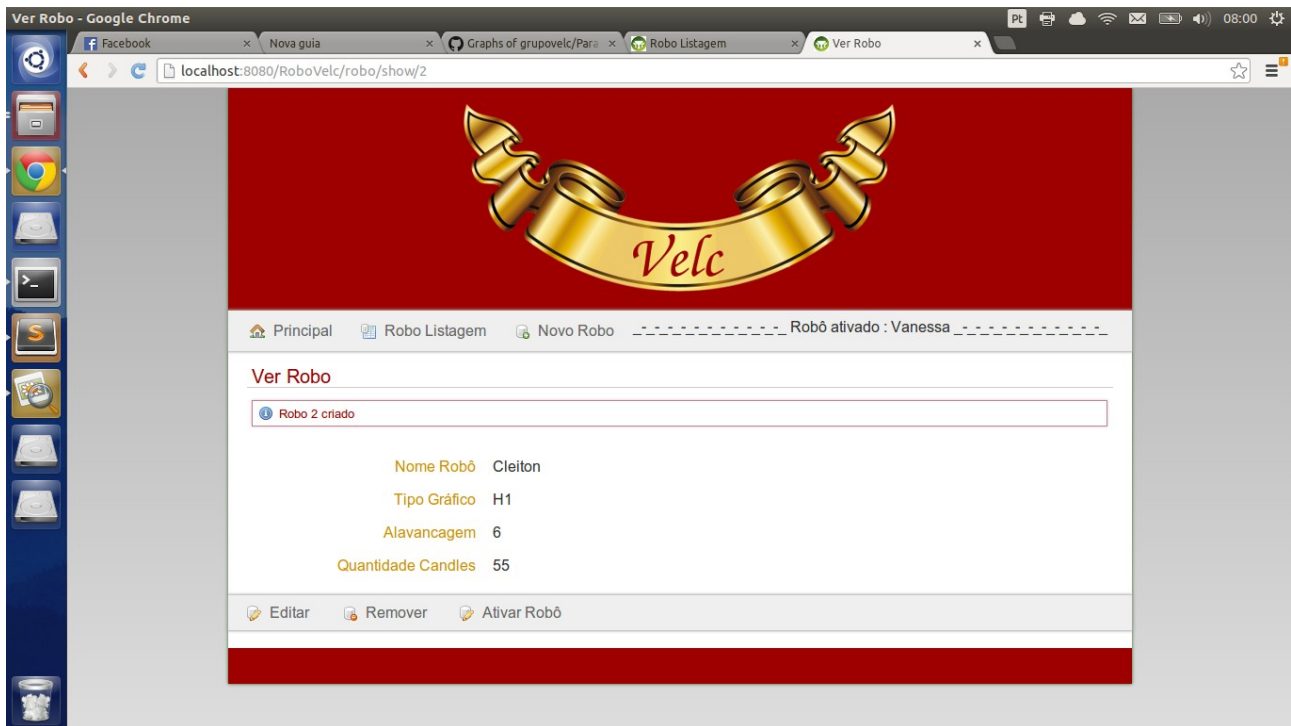 Ver Robo - Google Chrome
Pt
08:00
Facebook
Nova guia
Graphs of grupovelc/Para
Robo Listagem
Ver Robo
localhost:8080/RoboVelc/robo/show/2
Velc
Principal
Robo Listagem
Novo Robo
_-_-_-_-_-_-_-_-_-_-_-_-_ Robô ativado : Vanessa _-_-_-_-_-_-_-_-_-_-_-_-_
Ver Robo
Robo 2 criado
Nome Robô Cleiton
Tipo Gráfico H1
Alavancagem 6
Quantidade Candles 55
Editar
Remover
Ativar Robô